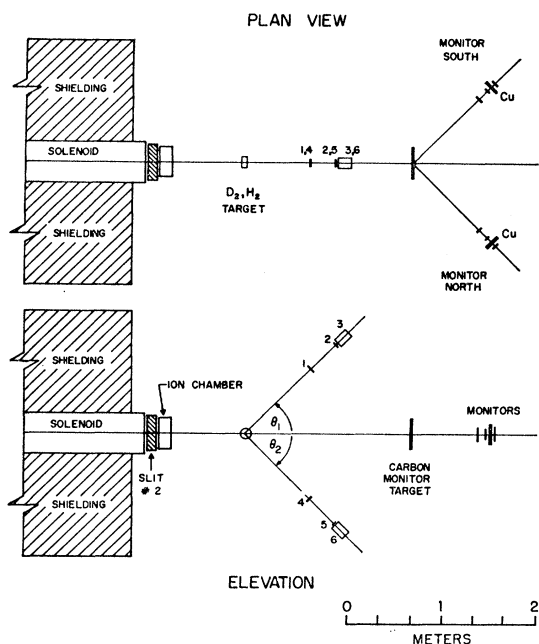 PLAN VIEW
MONITOR
SOUTH
SHIELDING
Cu
SOLENOID
1,4 2,5 3,6
D₂, H₂
TARGET
SHIELDING
Cu
MONITOR
NORTH
3
2
SHIELDING
1
ION CHAMBER
SOLENOID
θ₁
MONITORS
θ₂
SLIT
# 2
CARBON
MONITOR
TARGET
SHIELDING
4
5
6
ELEVATION
0 1 2
METERS